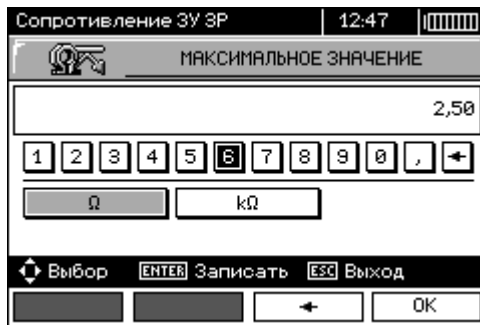 Сопротивление ЗУ 3P 12:47
МАКСИМАЛЬНОЕ ЗНАЧЕНИЕ
2,50
1 2 3 4 5 6 7 8 9 0 , ←
Ω kΩ
Выбор ENTER Записать ESC Выход
← OK